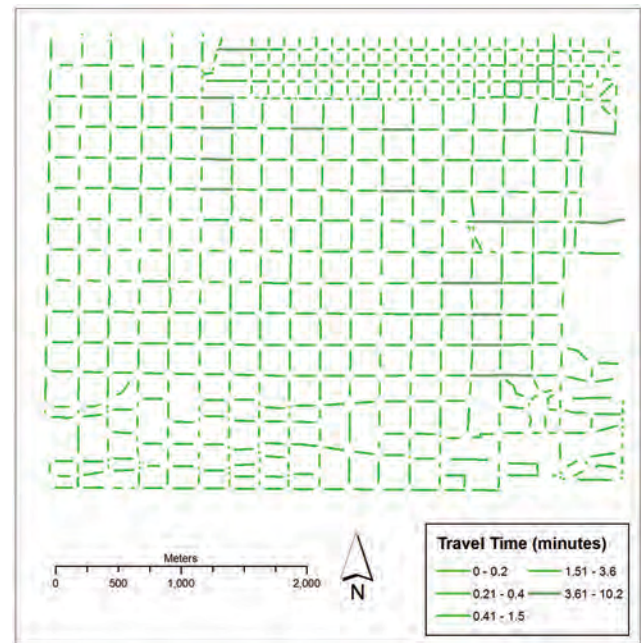 Meters
0 500 1,000 2,000
N
Travel Time (minutes)
0 - 0.2 1.51 - 3.6
0.21 - 0.4 3.61 - 10.2
0.41 - 1.5